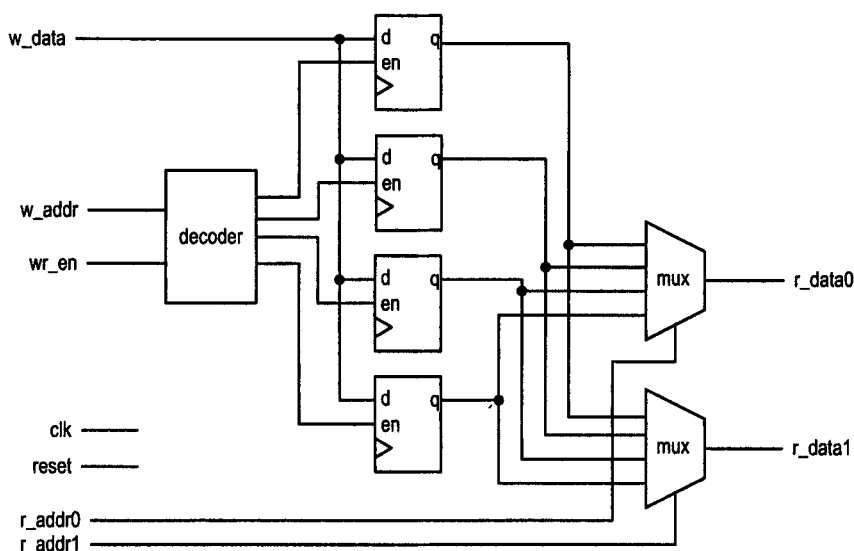 w_data
d q
en
d q
en
w_addr
decoder
wr_en
d q
en
mux
r_data0
d q
en
clk
mux
r_data1
reset
r_addr0
r_addr1